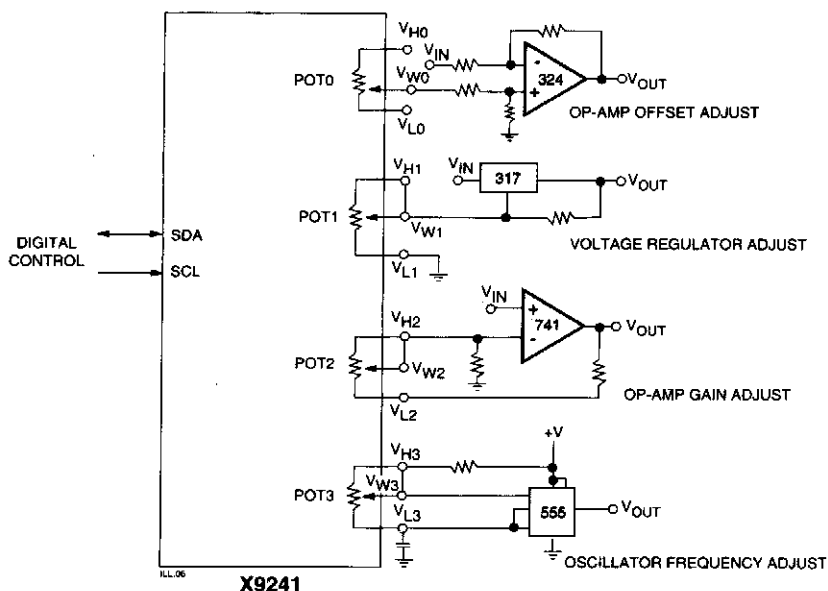 VH0
VIN
POT0
VW0
VL0
-
324
+
VOUT
OP-AMP OFFSET ADJUST
VH1
VIN
317
VOUT
POT1
VW1
VL1
VOLTAGE REGULATOR ADJUST
DIGITAL
CONTROL
SDA
SCL
VIN
+
741
-
VOUT
VH2
POT2
VW2
VL2
OP-AMP GAIN ADJUST
+V
VH3
POT3
VW3
VL3
555
VOUT
OSCILLATOR FREQUENCY ADJUST
ILL.06
X9241